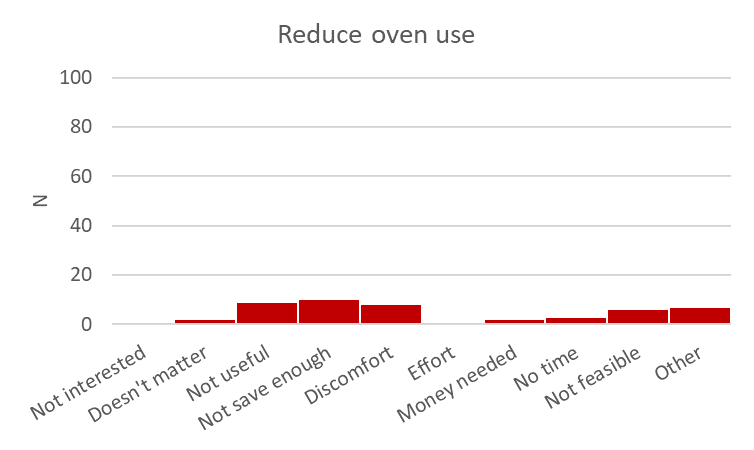 Reduce oven use
100
80
60
40
20
0
N
Not interested
Doesn't matter
Not useful
Not save enough
Discomfort
Effort
Money needed
No time
Not feasible
Other